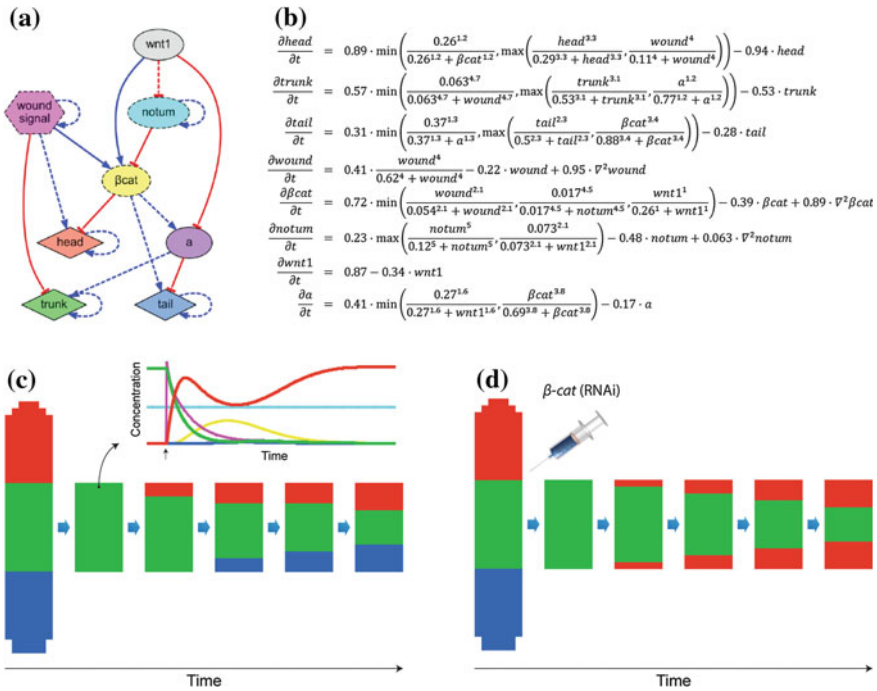 (a)
wnt1
wound
signal
notum
βcat
head
a
trunk
tail
(b)
∂head/∂t = 0.89 · min(0.26^1.2/(0.26^1.2 + βcat^1.2), max(head^3.3/(0.29^3.3 + head^3.3), wound^4/(0.11^4 + wound^4))) − 0.94 · head
∂trunk/∂t = 0.57 · min(0.063^4.7/(0.063^4.7 + wound^4.7), max(trunk^3.1/(0.53^3.1 + trunk^3.1), a^1.2/(0.77^1.2 + a^1.2))) − 0.53 · trunk
∂tail/∂t = 0.31 · min(0.37^1.3/(0.37^1.3 + a^1.3), max(tail^2.3/(0.5^2.3 + tail^2.3), βcat^3.4/(0.88^3.4 + βcat^3.4))) − 0.28 · tail
∂wound/∂t = 0.41 · wound^4/(0.62^4 + wound^4) − 0.22 · wound + 0.95 · ∇²wound
∂βcat/∂t = 0.72 · min(wound^2.1/(0.054^2.1 + wound^2.1), 0.017^4.5/(0.017^4.5 + notum^4.5), wnt1^1/(0.26^1 + wnt1^1)) − 0.39 · βcat + 0.89 · ∇²βcat
∂notum/∂t = 0.23 · max(notum^5/(0.12^5 + notum^5), 0.073^2.1/(0.073^2.1 + wnt1^2.1)) − 0.48 · notum + 0.063 · ∇²notum
∂wnt1/∂t = 0.87 − 0.34 · wnt1
∂a/∂t = 0.41 · min(0.27^1.6/(0.27^1.6 + wnt1^1.6), βcat^3.8/(0.69^3.8 + βcat^3.8)) − 0.17 · a
(c)
Concentration
Time
Time
(d)
β-cat (RNAi)
Time